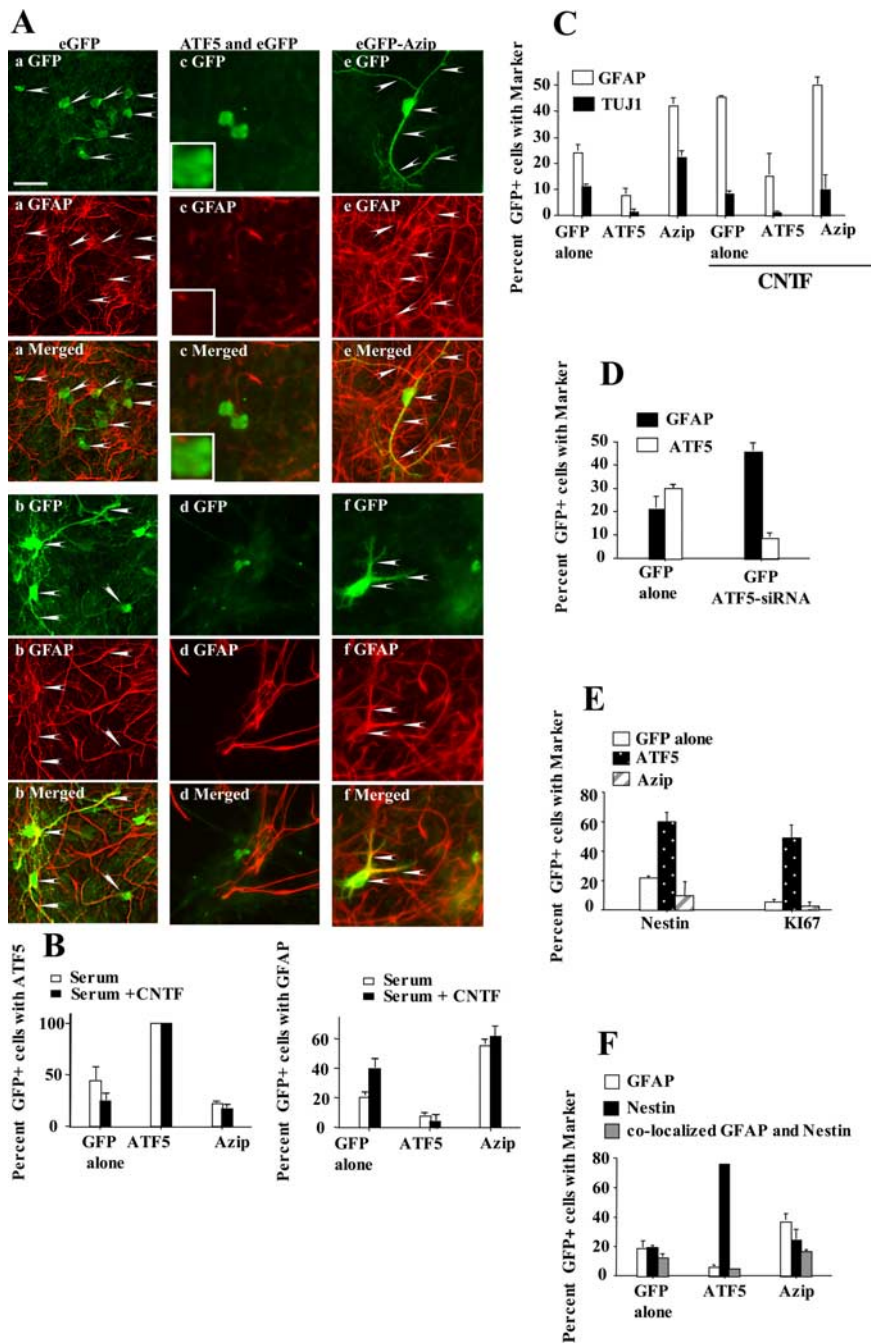 A
eGFP
ATF5 and eGFP
eGFP-Azip
a GFP
c GFP
e GFP
a GFAP
c GFAP
e GFAP
a Merged
c Merged
e Merged
b GFP
d GFP
f GFP
b GFAP
d GFAP
f GFAP
b Merged
d Merged
f Merged
B
Percent GFP+ cells with ATF5
Serum
Serum +CNTF
100
50
GFP alone
ATF5
Azip
Percent GFP+ cells with GFAP
Serum
Serum + CNTF
60
40
20
0
GFP alone
ATF5
Azip
C
Percent GFP+ cells with Marker
GFAP
TUJ1
50
40
30
20
10
0
GFP alone
ATF5
Azip
GFP alone
ATF5
Azip
CNTF
D
Percent GFP+ cells with Marker
GFAP
ATF5
50
40
30
20
10
0
GFP alone
GFP ATF5-siRNA
E
Percent GFP+ cells with Marker
GFP alone
ATF5
Azip
80
60
40
20
0
Nestin
KI67
F
Percent GFP+ cells with Marker
GFAP
Nestin
co-localized GFAP and Nestin
80
60
40
20
0
GFP alone
ATF5
Azip